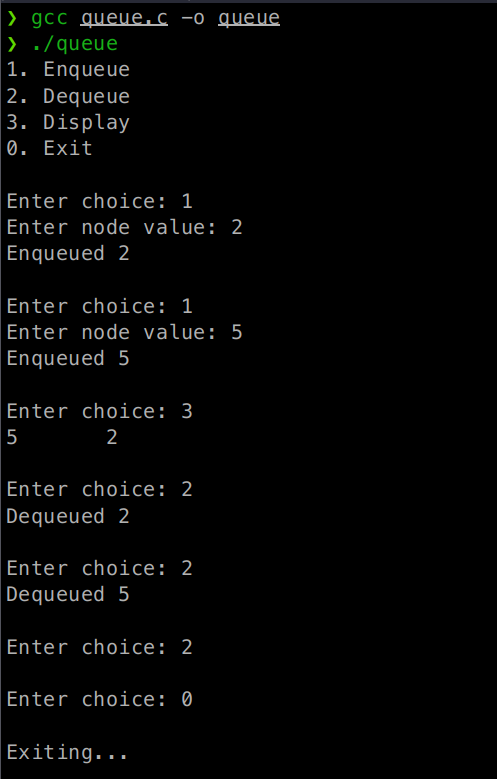 ❯ gcc queue.c -o queue
❯ ./queue
1. Enqueue
2. Dequeue
3. Display
0. Exit

Enter choice: 1
Enter node value: 2
Enqueued 2

Enter choice: 1
Enter node value: 5
Enqueued 5

Enter choice: 3
5       2

Enter choice: 2
Dequeued 2

Enter choice: 2
Dequeued 5

Enter choice: 2

Enter choice: 0

Exiting...